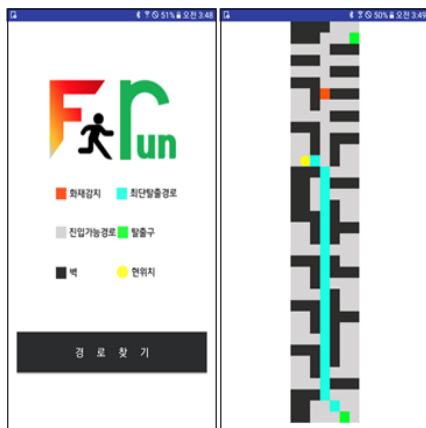 51% 오전 3:48
50% 오전 3:49
Frun
화재감지
최단탈출경로
진입가능경로
탈출구
벽
현위치
경 로 찾 기